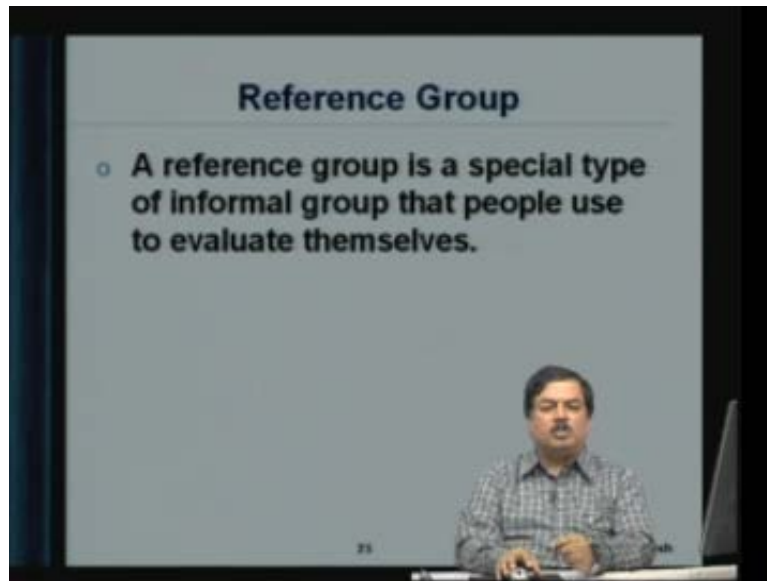 Reference Group
A reference group is a special type
of informal group that people use
to evaluate themselves.